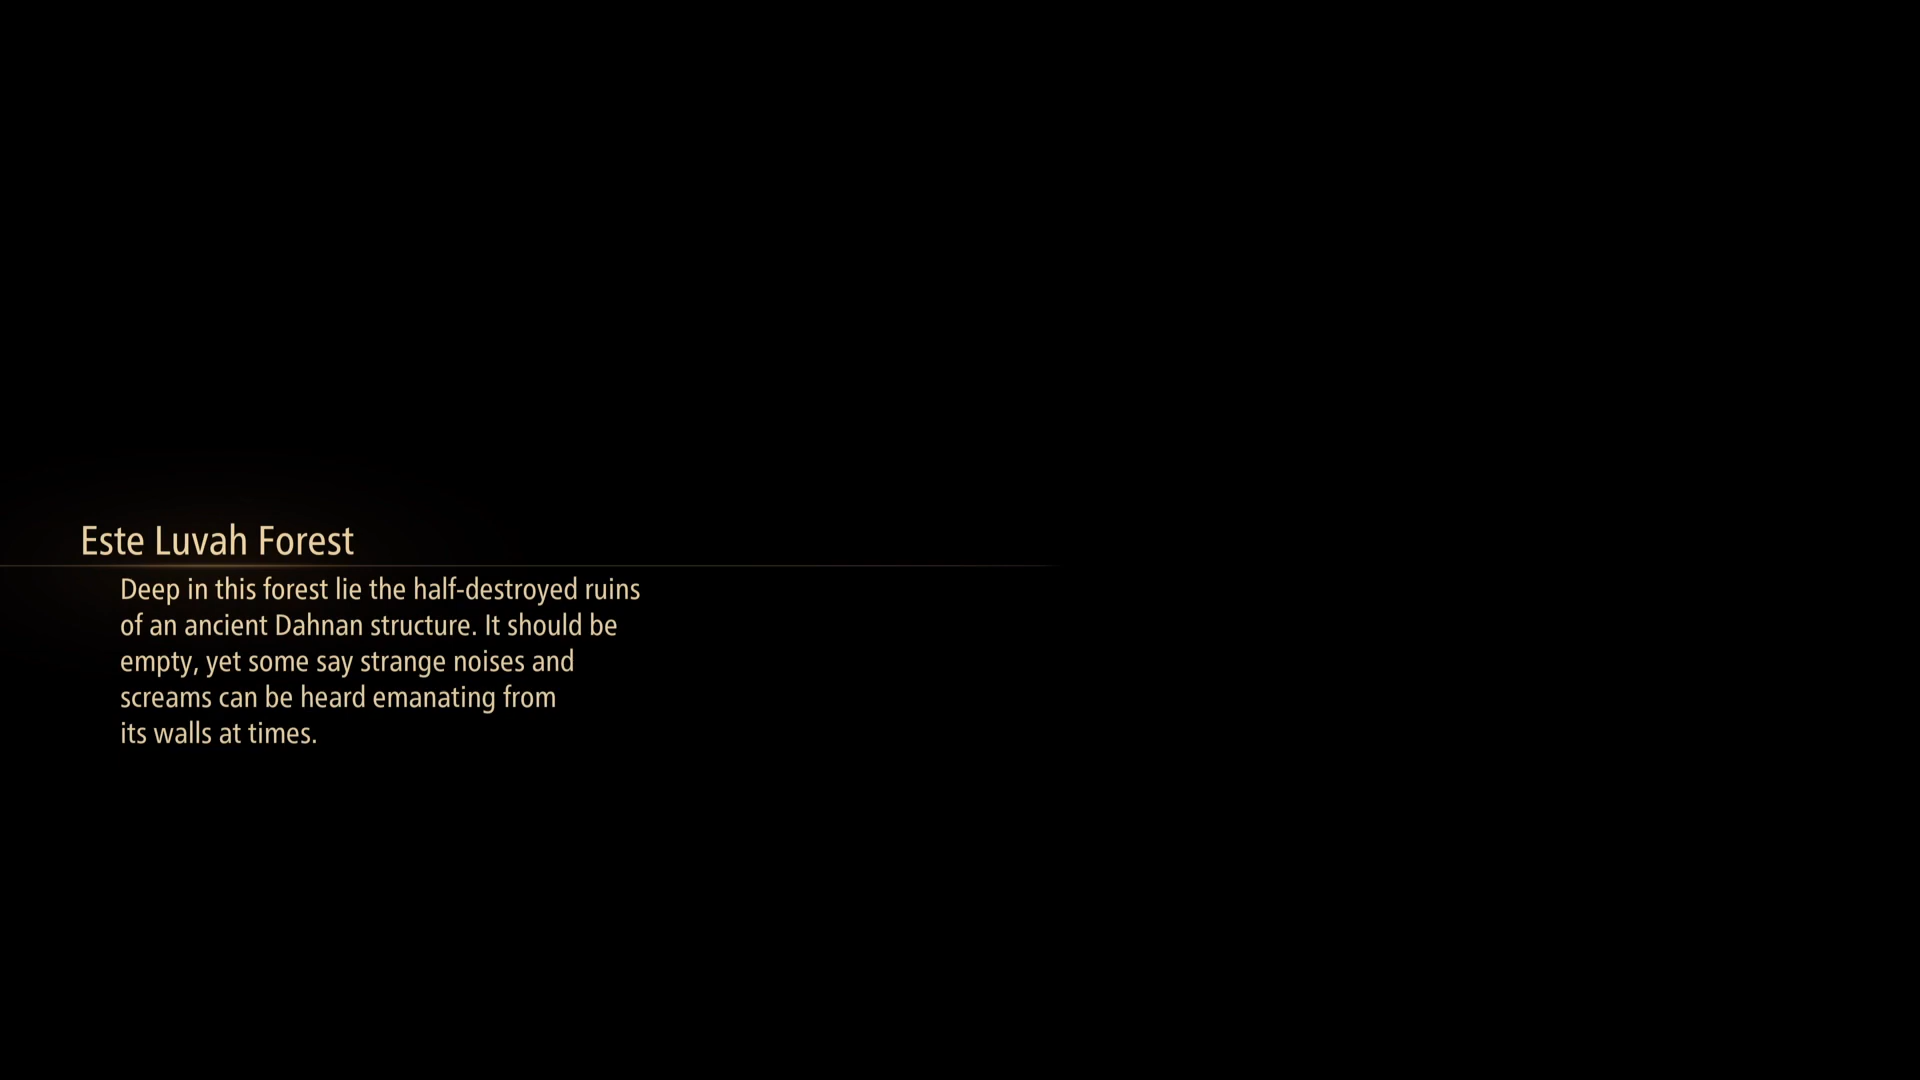 Este Luvah Forest
Deep in this forest lie the half-destroyed ruins
of an ancient Dahnan structure. It should be
empty, yet some say strange noises and
screams can be heard emanating from
its walls at times.